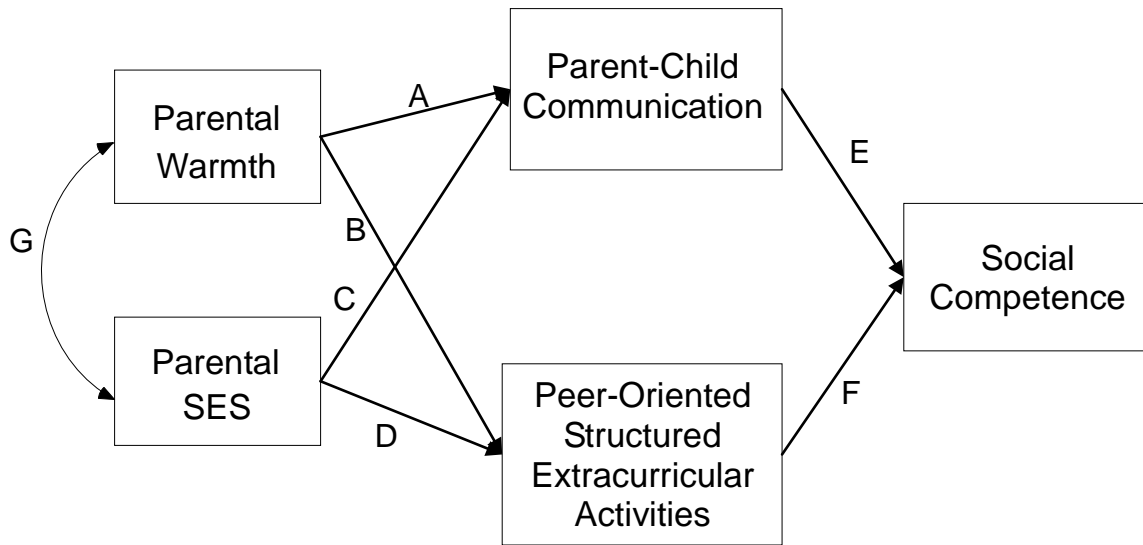 Parental
Warmth
A
Parent-Child
Communication
G
B
C
E
Social
Competence
Parental
SES
D
Peer-Oriented
Structured
Extracurricular
Activities
F